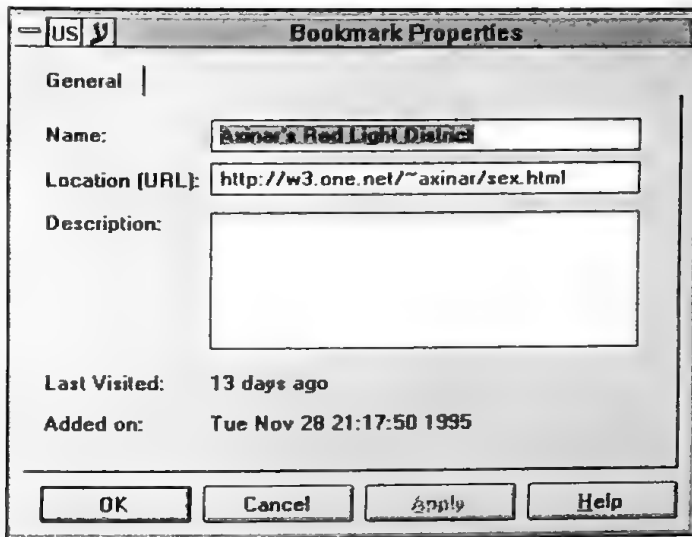 US ע Bookmark Properties
General
Name: Axinar's Red Light District
Location (URL): http://w3.one.net/~axinar/sex.html
Description:
Last Visited: 13 days ago
Added on: Tue Nov 28 21:17:50 1995
OK Cancel Apply Help